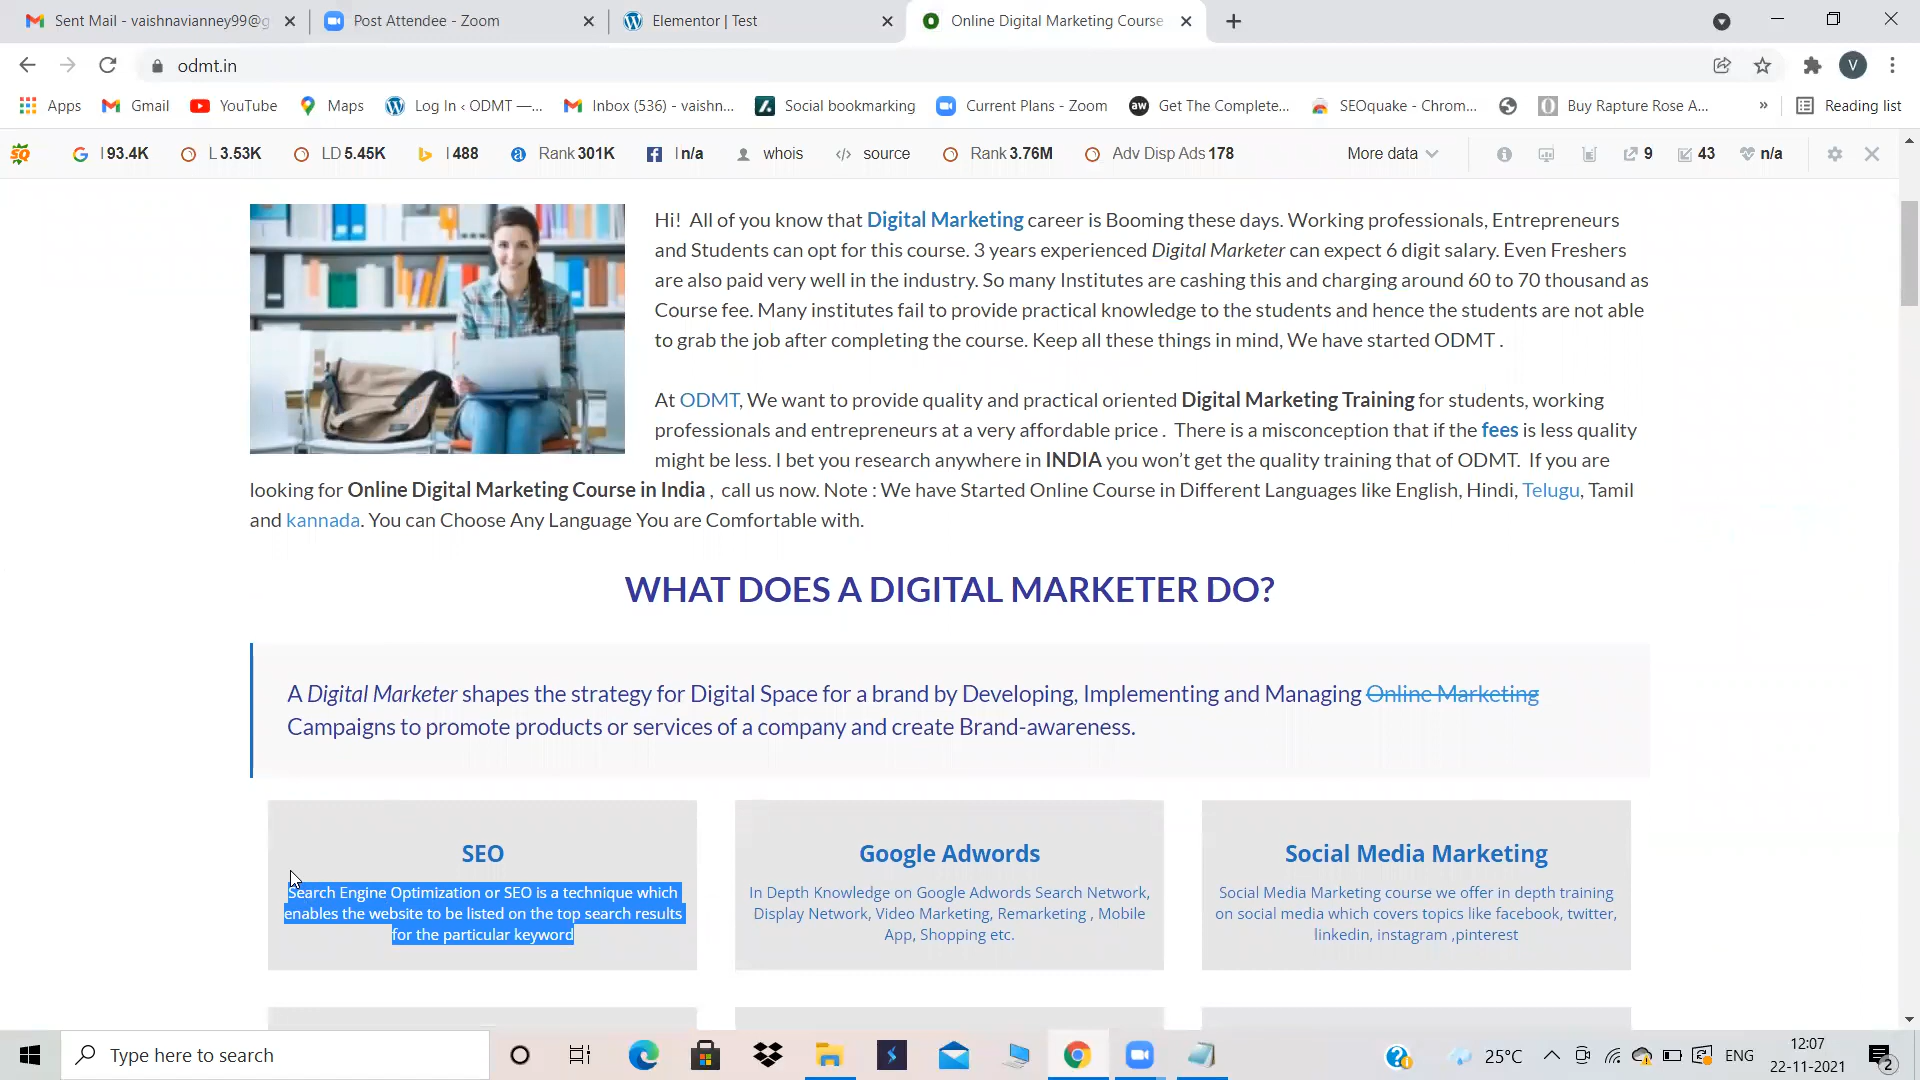 Sent Mail - vaishnavianney99@g
Post Attendee - Zoom
Elementor | Test
Online Digital Marketing Course
odmt.in
V
Apps
Gmail
YouTube
Maps
Log In ‹ ODMT —...
Inbox (536) - vaishn...
Social bookmarking
Current Plans - Zoom
aw
Get The Complete...
SEOquake - Chrom...
Buy Rapture Rose A...
»
Reading list
SQ
I 93.4K
L 3.53K
LD 5.45K
I 488
Rank 301K
I n/a
whois
source
Rank 3.76M
Adv Disp Ads 178
More data
9
43
n/a
Hi!  All of you know that Digital Marketing career is Booming these days. Working professionals, Entrepreneurs
and Students can opt for this course. 3 years experienced Digital Marketer can expect 6 digit salary. Even Freshers
are also paid very well in the industry. So many Institutes are cashing this and charging around 60 to 70 thousand as
Course fee. Many institutes fail to provide practical knowledge to the students and hence the students are not able
to grab the job after completing the course. Keep all these things in mind, We have started ODMT .
At ODMT, We want to provide quality and practical oriented Digital Marketing Training for students, working
professionals and entrepreneurs at a very affordable price .  There is a misconception that if the fees is less quality
might be less. I bet you research anywhere in INDIA you won't get the quality training that of ODMT.  If you are
looking for Online Digital Marketing Course in India ,  call us now. Note : We have Started Online Course in Different Languages like English, Hindi, Telugu, Tamil
and kannada. You can Choose Any Language You are Comfortable with.
WHAT DOES A DIGITAL MARKETER DO?
A Digital Marketer shapes the strategy for Digital Space for a brand by Developing, Implementing and Managing Online Marketing
Campaigns to promote products or services of a company and create Brand-awareness.
SEO
Search Engine Optimization or SEO is a technique which
enables the website to be listed on the top search results
for the particular keyword
Google Adwords
In Depth Knowledge on Google Adwords Search Network,
Display Network, Video Marketing, Remarketing , Mobile
App, Shopping etc.
Social Media Marketing
Social Media Marketing course we offer in depth training
on social media which covers topics like facebook, twitter,
linkedin, instagram ,pinterest
Type here to search
25°C
ENG
12:07
22-11-2021
2